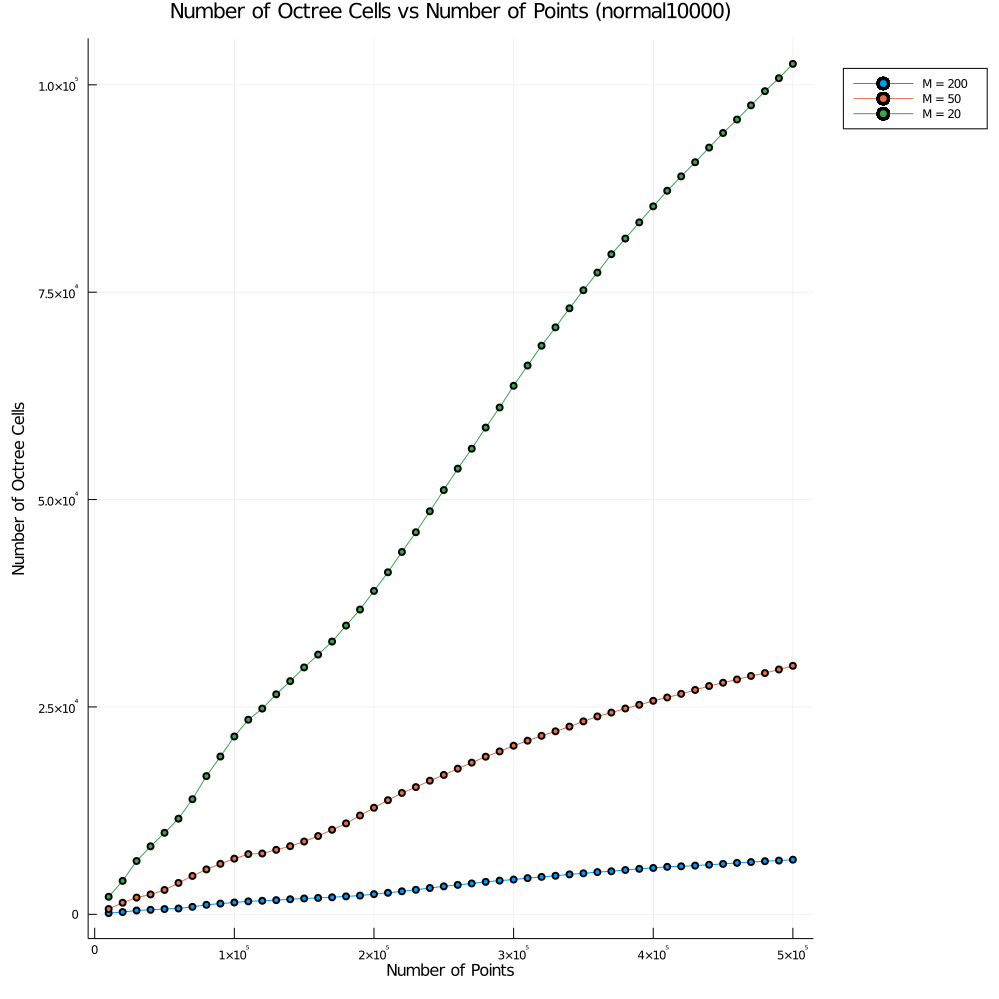 Number of Octree Cells vs Number of Points (normal10000)
M = 200
M = 50
M = 20
Number of Octree Cells
1.0×10⁵
7.5×10⁴
5.0×10⁴
2.5×10⁴
0
0
1×10⁵
2×10⁵
3×10⁵
4×10⁵
5×10⁵
Number of Points